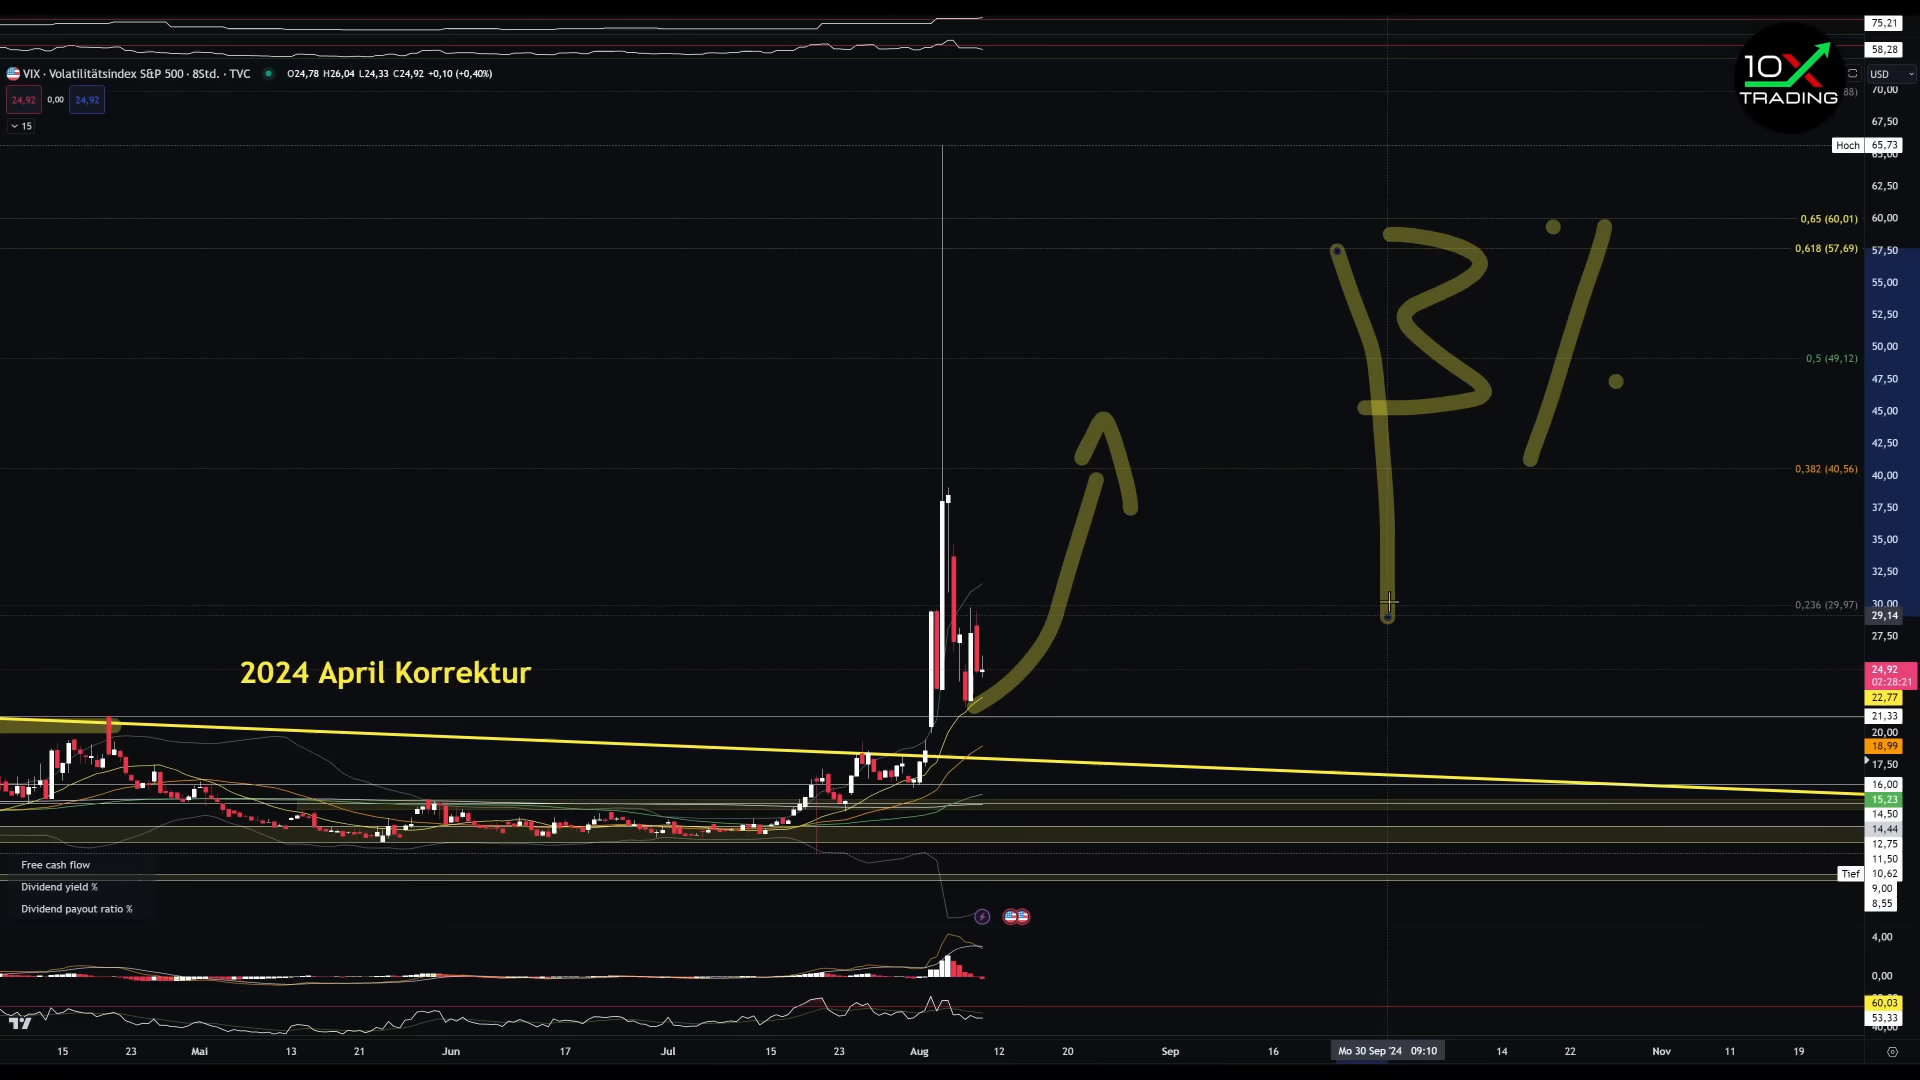 75,21
58,28
VIX · Volatilitätsindex S&P 500 · 8Std. · TVC O24,78 H26,04 L24,33 C24,92 +0,10 (+0,40%)
USD
10X
TRADING
24,92 0,00 24,92
15
70,00
67,50
Hoch 65,73
65,00
62,50
0,65 (60,01) 60,00
0,618 (57,69) 57,50
55,00
52,50
50,00
0,5 (49,12)
47,50
45,00
42,50
0,382 (40,56) 40,00
37,50
35,00
32,50
0,236 (29,97) 30,00
29,14
27,50
2024 April Korrektur
24,92
02:28:21
22,77
21,33
20,00
18,99
17,50
16,00
15,23
14,50
14,44
12,75
11,50
Tief 10,62
9,00
8,55
Free cash flow
Dividend yield %
Dividend payout ratio %
4,00
0,00
60,03
53,33
40,00
15 23 Mai 13 21 Jun 17 Jul 15 23 Aug 12 20 Sep 16 Mo 30 Sep '24 09:10 14 22 Nov 11 19